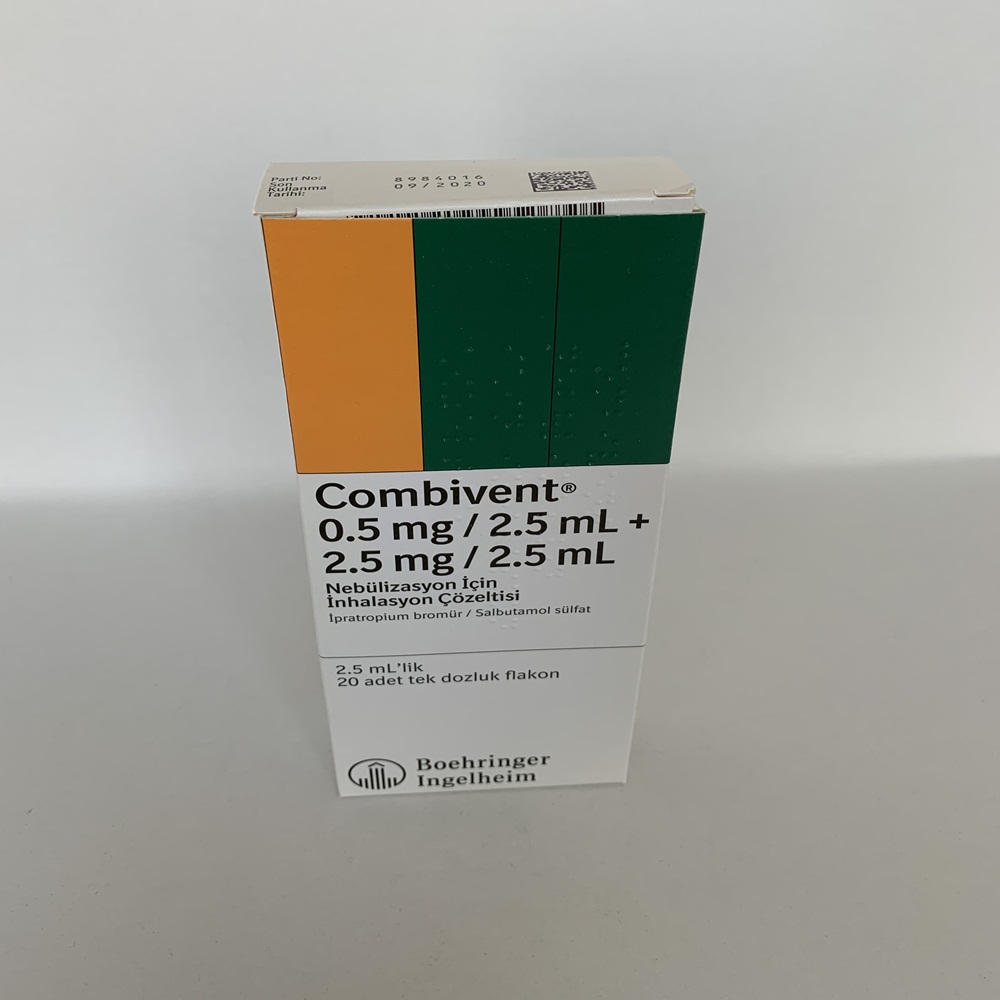 Parti No: 8984016
Son
Kullanma 09/2020
Tarihi:
Combivent®
0.5 mg / 2.5 mL +
2.5 mg / 2.5 mL
Nebülizasyon İçin
İnhalasyon Çözeltisi
İpratropium bromür / Salbutamol sülfat
2.5 mL'lik
20 adet tek dozluk flakon
Boehringer
Ingelheim